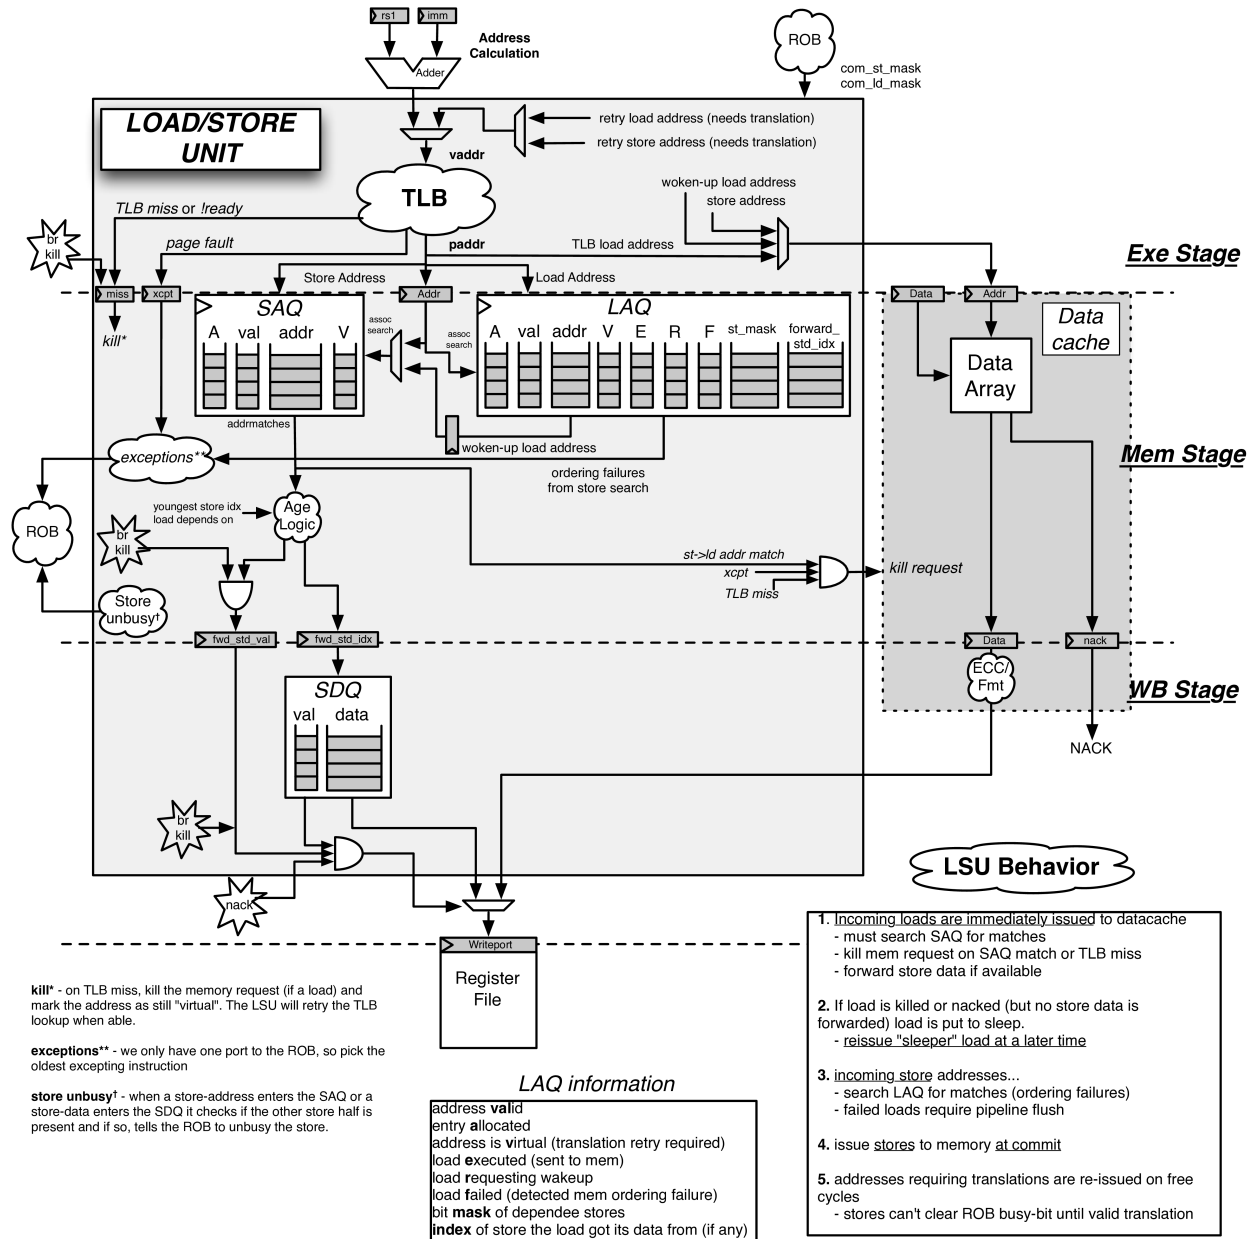 rs1
imm
Address
Calculation
Adder
ROB
com_st_mask
com_ld_mask
LOAD/STORE
UNIT
retry load address (needs translation)
retry store address (needs translation)
vaddr
TLB
woken-up load address
store address
TLB miss or !ready
br
kill
page fault
paddr
TLB load address
Exe Stage
Store Address
Load Address
miss
xcpt
Addr
Data
Addr
kill*
SAQ
A val addr V
assoc
search
assoc
search
LAQ
A val addr V E R F st_mask forward_
std_idx
Data
cache
Data
Array
addrmatches
woken-up load address
exceptions**
ordering failures
from store search
Mem Stage
ROB
youngest store idx
load depends on
Age
Logic
br
kill
st->ld addr match
xcpt
TLB miss
kill request
Store
unbusy†
fwd_std_val
fwd_std_idx
Data
nack
ECC/
Fmt
WB Stage
SDQ
val data
NACK
br
kill
nack
Writeport
Register
File
LSU Behavior
1. Incoming loads are immediately issued to datacache
- must search SAQ for matches
- kill mem request on SAQ match or TLB miss
- forward store data if available
2. If load is killed or nacked (but no store data is
forwarded) load is put to sleep.
- reissue "sleeper" load at a later time
3. incoming store addresses...
- search LAQ for matches (ordering failures)
- failed loads require pipeline flush
4. issue stores to memory at commit
5. addresses requiring translations are re-issued on free
cycles
- stores can't clear ROB busy-bit until valid translation
kill* - on TLB miss, kill the memory request (if a load) and
mark the address as still "virtual". The LSU will retry the TLB
lookup when able.
exceptions** - we only have one port to the ROB, so pick the
oldest excepting instruction
store unbusy† - when a store-address enters the SAQ or a
store-data enters the SDQ it checks if the other store half is
present and if so, tells the ROB to unbusy the store.
LAQ information
address valid
entry allocated
address is virtual (translation retry required)
load executed (sent to mem)
load requesting wakeup
load failed (detected mem ordering failure)
bit mask of dependee stores
index of store the load got its data from (if any)